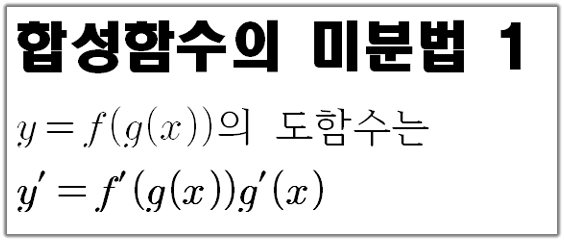 합성함수의 미분법 1
y=f(g(x))의 도함수는
y′=f′(g(x))g′(x)